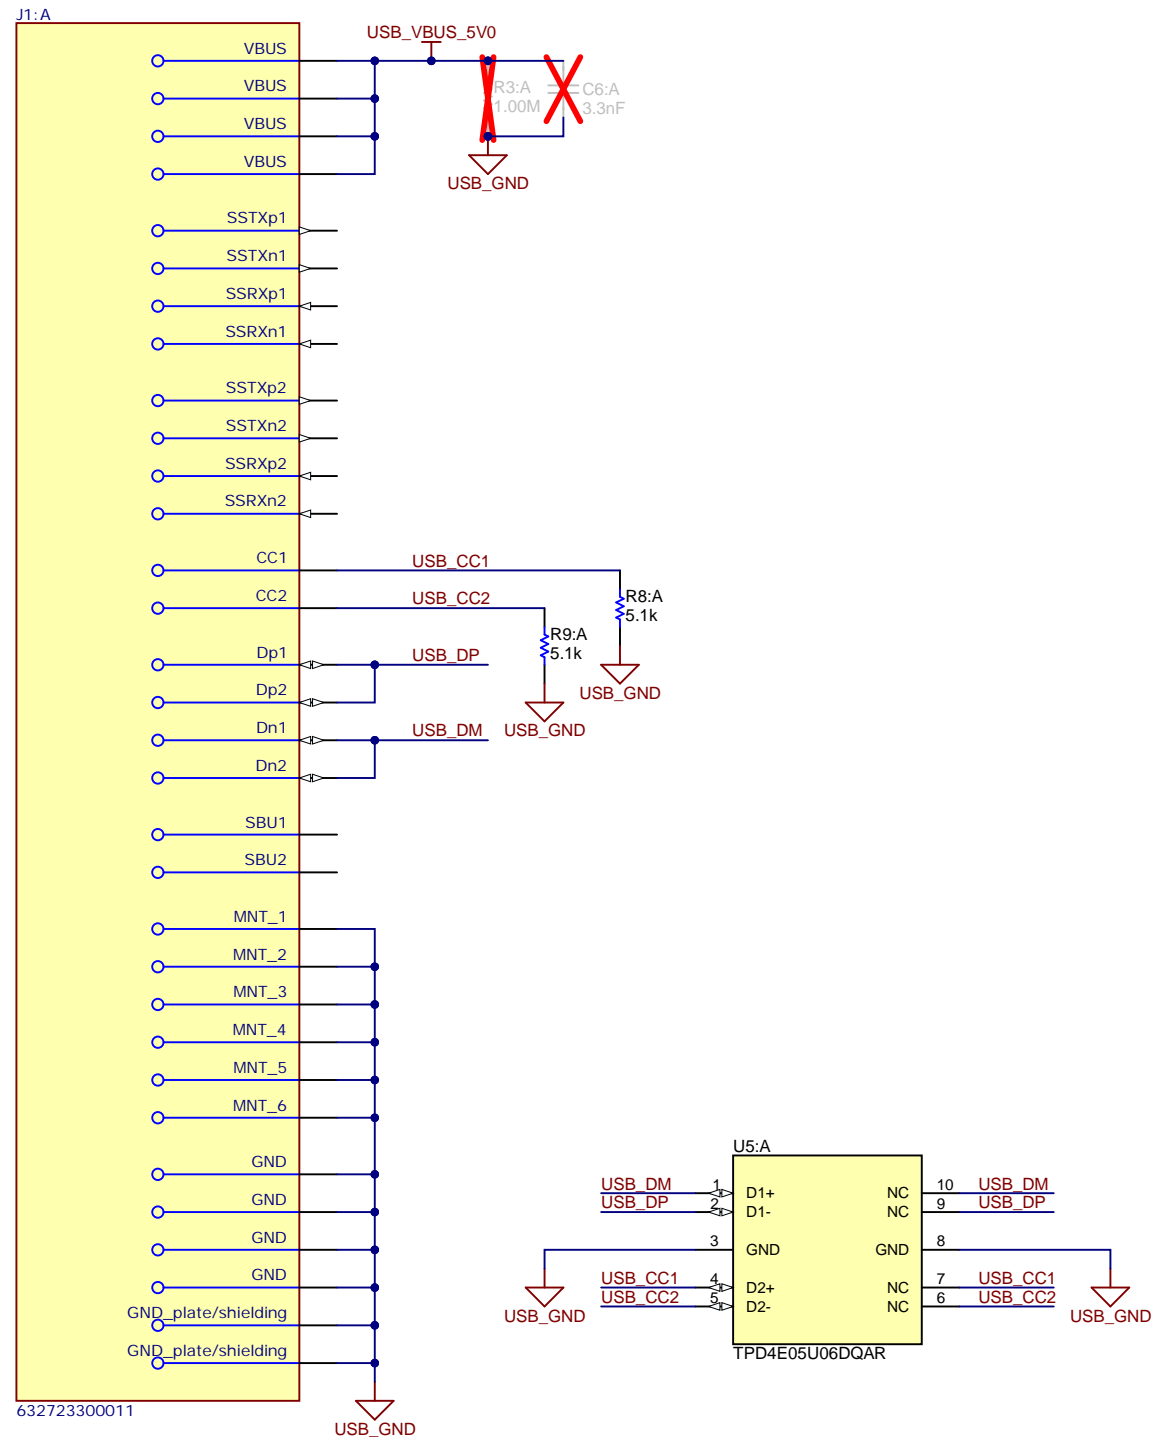 J1:A
USB_VBUS_5V0
VBUS
VBUS
R3:A
C6:A
1.00M
3.3nF
VBUS
VBUS
USB_GND
SSTXp1
SSTXn1
SSRXp1
SSRXn1
SSTXp2
SSTXn2
SSRXp2
SSRXn2
CC1
USB_CC1
CC2
USB_CC2
R8:A
5.1k
R9:A
5.1k
Dp1
USB_DP
Dp2
USB_GND
Dn1
USB_DM
USB_GND
Dn2
SBU1
SBU2
MNT_1
MNT_2
MNT_3
MNT_4
MNT_5
MNT_6
GND
GND
GND
GND
GND_plate/shielding
GND_plate/shielding
632723300011
USB_GND
U5:A
USB_DM 1 D1+ NC 10 USB_DM
USB_DP 2 D1- NC 9 USB_DP
3 GND GND 8
USB_CC1 4 D2+ NC 7 USB_CC1
USB_CC2 5 D2- NC 6 USB_CC2
USB_GND
USB_GND
TPD4E05U06DQAR